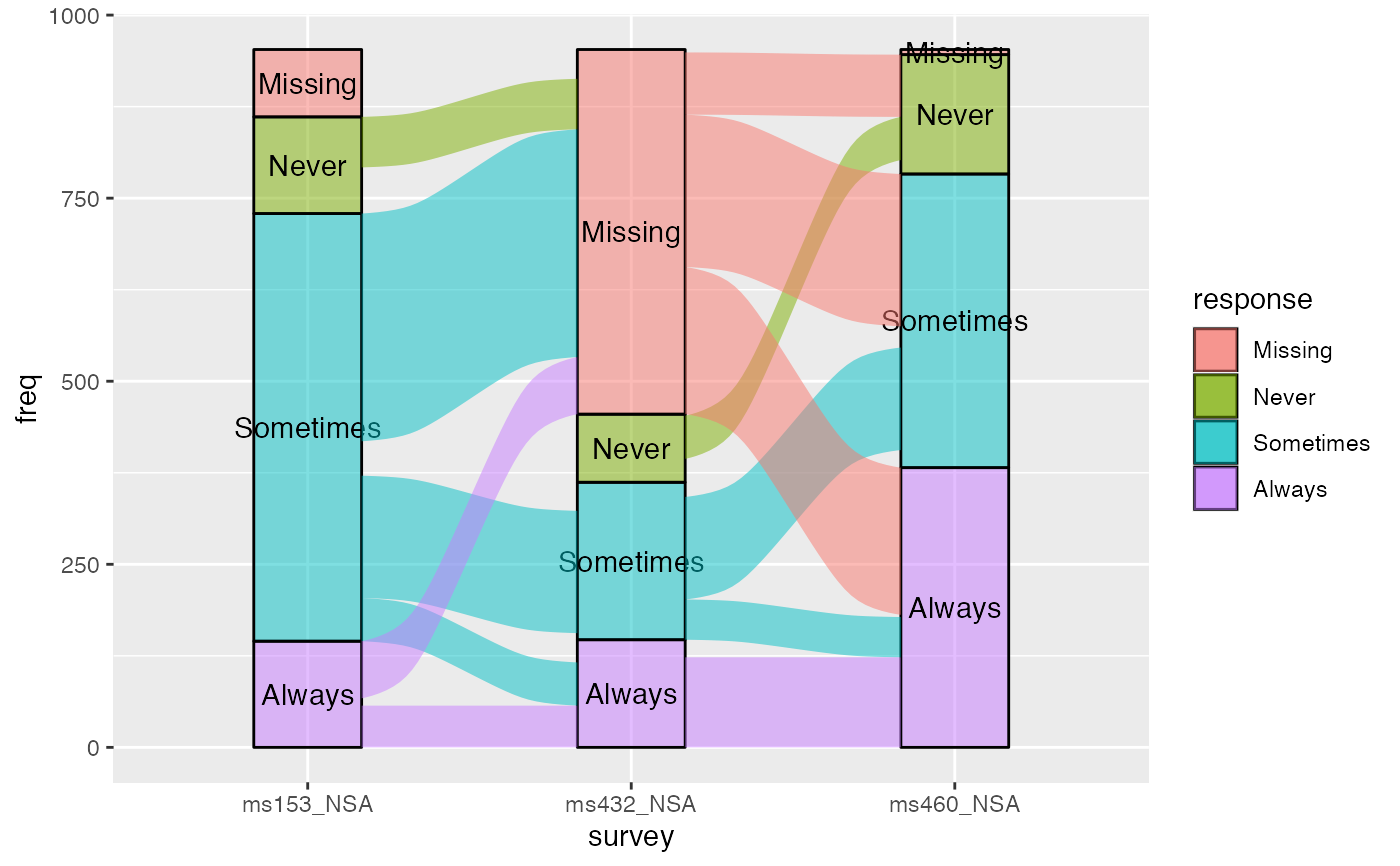 1000
750
500
250
0
freq
Missing
Never
Sometimes
Always
Missing
Never
Sometimes
Always
Missing
Never
Sometimes
Always
ms153_NSA
ms432_NSA
ms460_NSA
survey
response
Missing
Never
Sometimes
Always